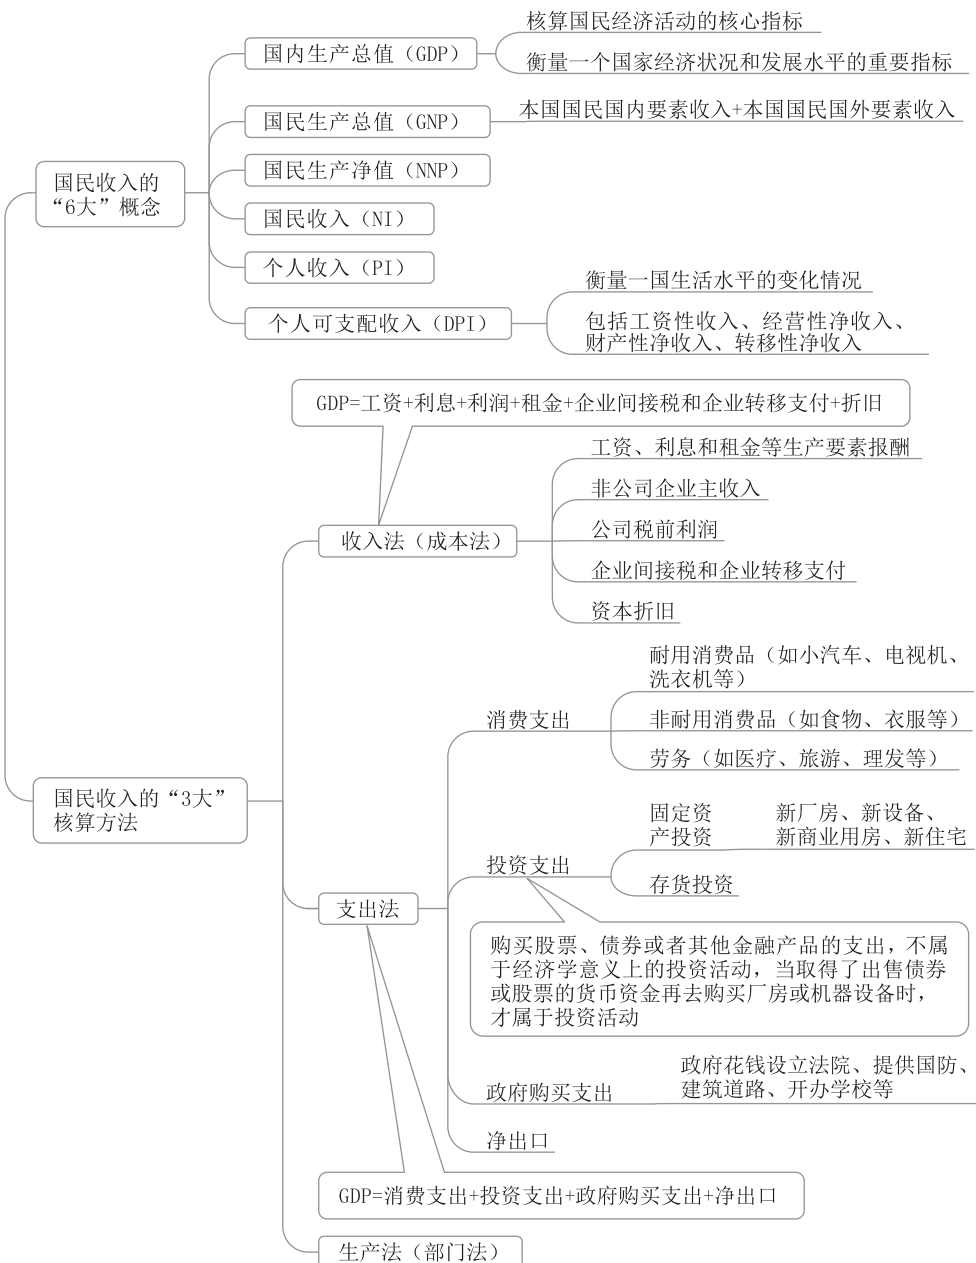 核算国民经济活动的核心指标
国内生产总值（GDP）
衡量一个国家经济状况和发展水平的重要指标
国民生产总值（GNP）
本国国民国内要素收入+本国国民国外要素收入
国民生产净值（NNP）
国民收入的
“6大”概念
国民收入（NI）
个人收入（PI）
个人可支配收入（DPI）
衡量一国生活水平的变化情况
包括工资性收入、经营性净收入、
财产性净收入、转移性净收入
GDP=工资+利息+利润+租金+企业间接税和企业转移支付+折旧
收入法（成本法）
工资、利息和租金等生产要素报酬
非公司企业主收入
公司税前利润
企业间接税和企业转移支付
资本折旧
国民收入的“3大”
核算方法
支出法
消费支出
耐用消费品（如小汽车、电视机、
洗衣机等）
非耐用消费品（如食物、衣服等）
劳务（如医疗、旅游、理发等）
投资支出
固定资
产投资
新厂房、新设备、
新商业用房、新住宅
存货投资
购买股票、债券或者其他金融产品的支出，不属
于经济学意义上的投资活动，当取得了出售债券
或股票的货币资金再去购买厂房或机器设备时，
才属于投资活动
政府购买支出
政府花钱设立法院、提供国防、
建筑道路、开办学校等
净出口
GDP=消费支出+投资支出+政府购买支出+净出口
生产法（部门法）